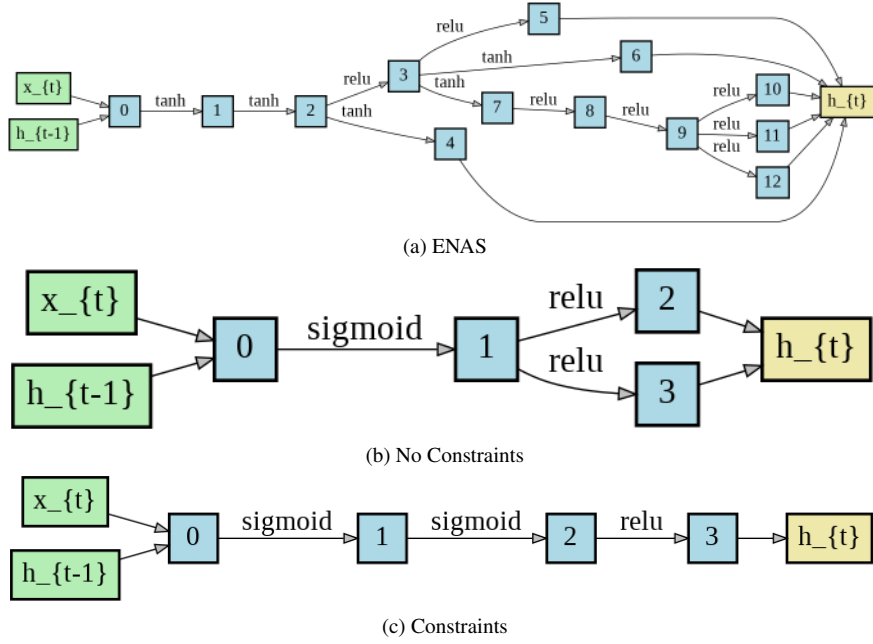 x_{t}
h_{t-1}
0
tanh
1
tanh
2
relu
tanh
3
4
relu
tanh
tanh
5
6
7
relu
8
relu
9
relu
relu
relu
10
11
12
h_{t}
(a) ENAS
x_{t}
h_{t-1}
0
sigmoid
1
relu
relu
2
3
h_{t}
(b) No Constraints
x_{t}
h_{t-1}
0
sigmoid
1
sigmoid
2
relu
3
h_{t}
(c) Constraints